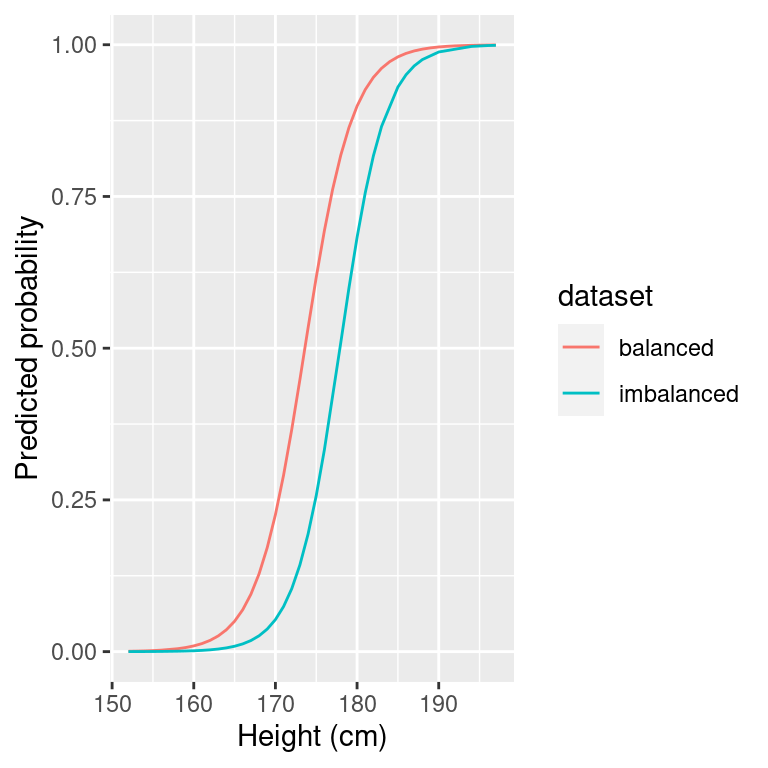 1.00
0.75
0.50
0.25
0.00
Predicted probability
150 160 170 180 190
Height (cm)
dataset
balanced
imbalanced